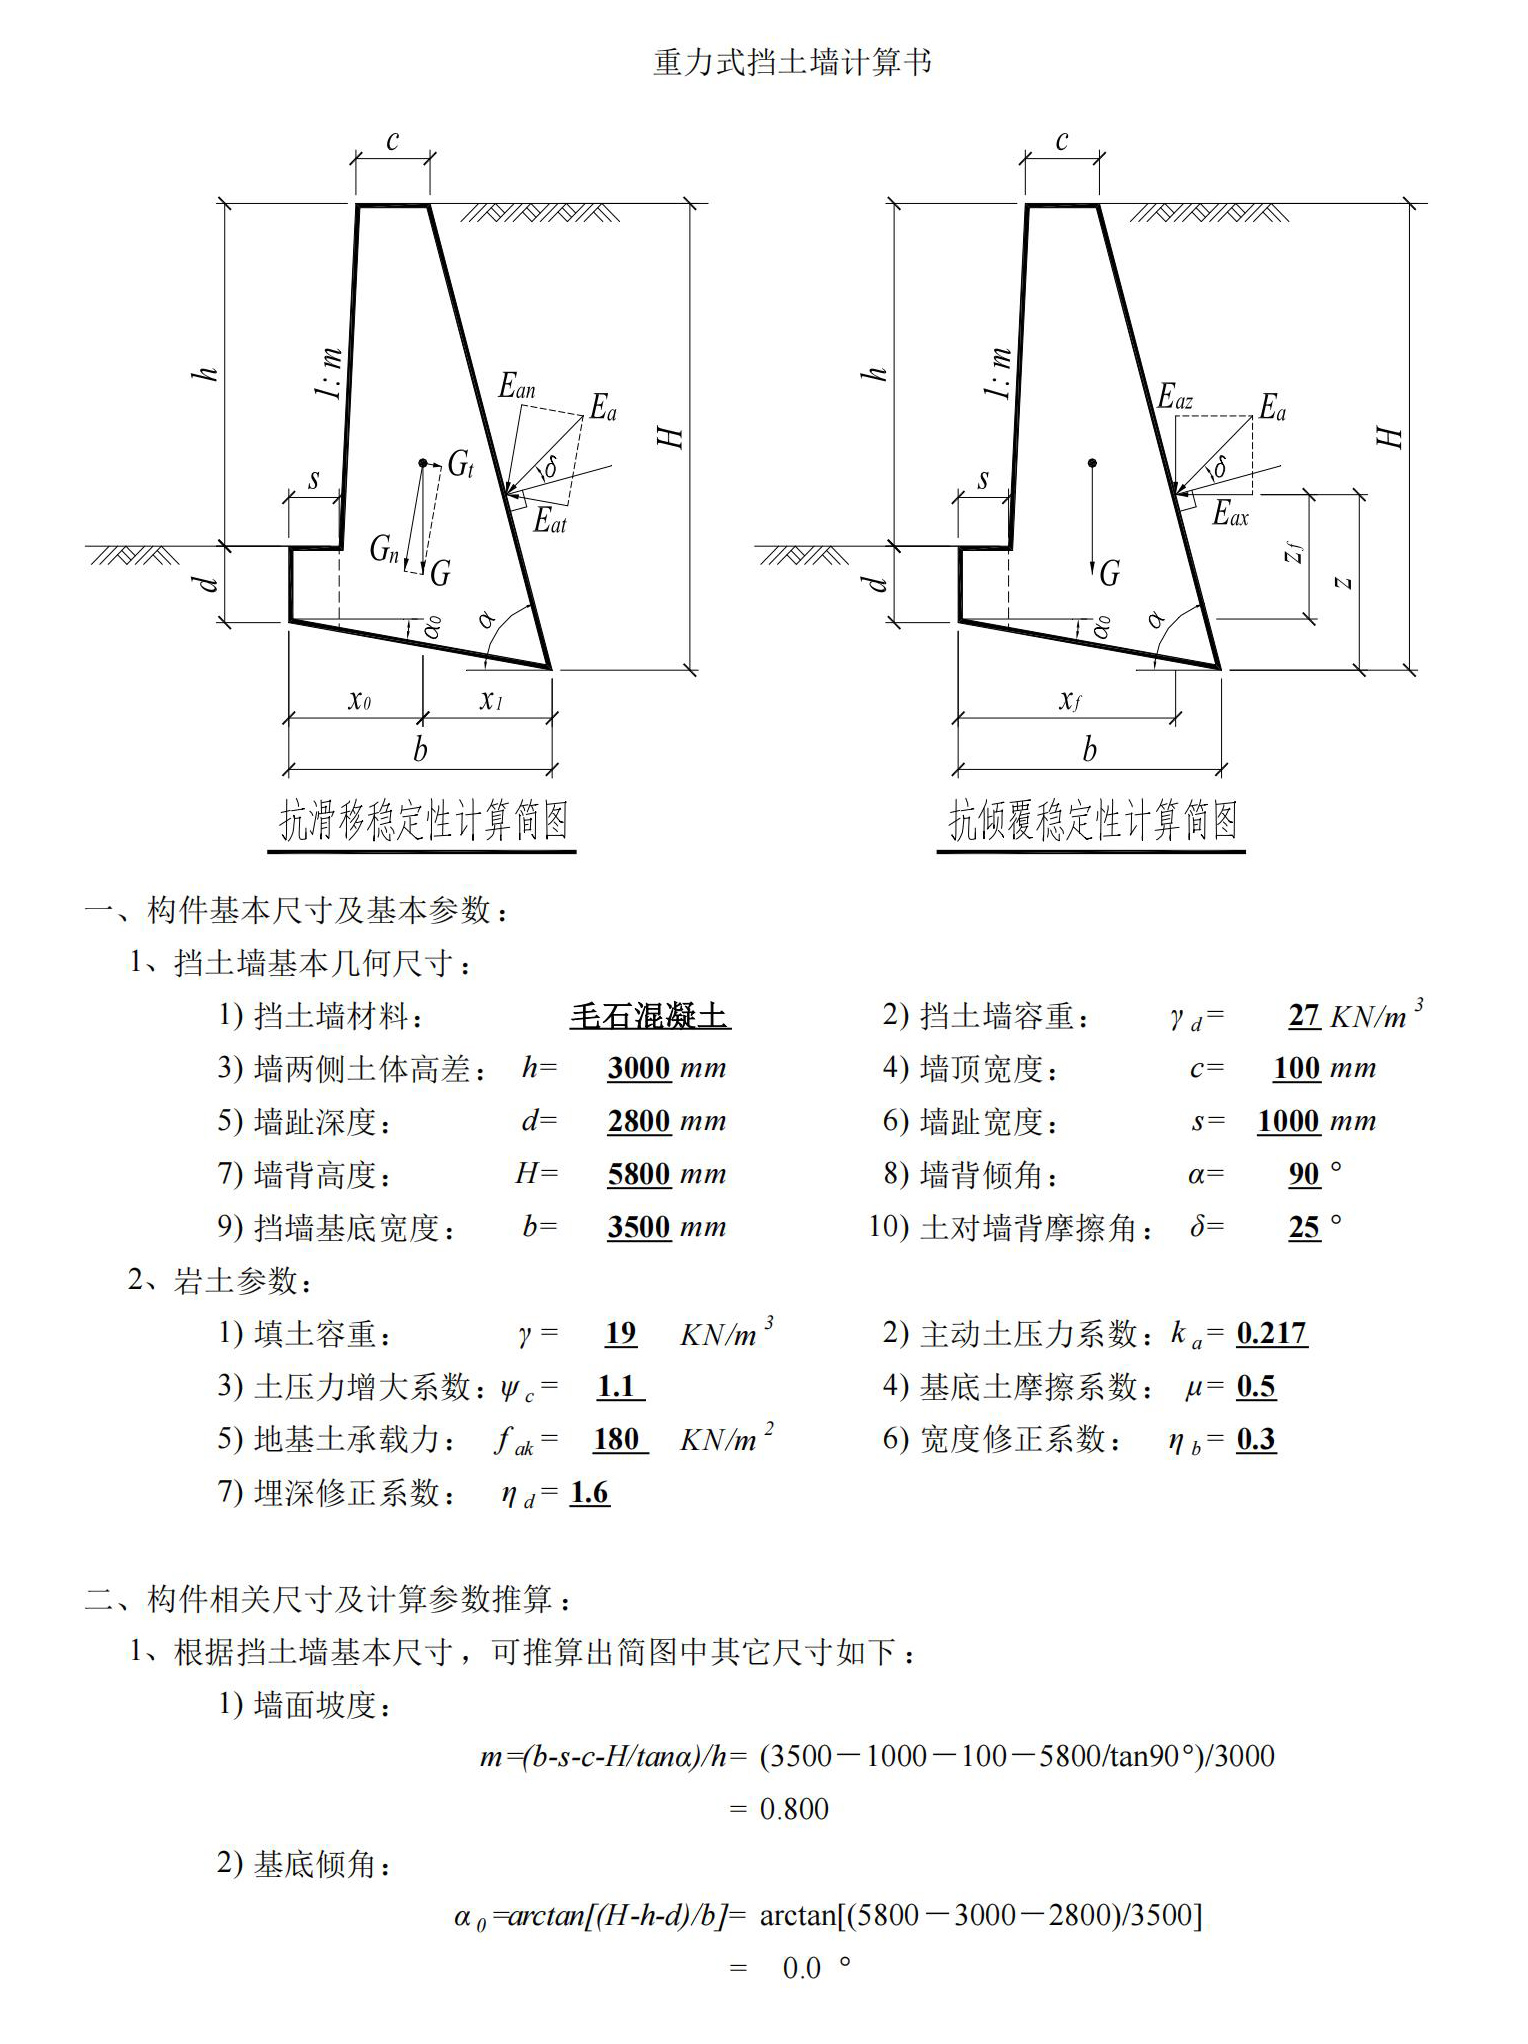 重力式挡土墙计算书
c
h
1:m
s
d
Ean
Ea
δ
Eat
Gt
Gn
G
α0
α
H
x0
x1
b
抗滑移稳定性计算简图
c
h
1:m
s
d
Eaz
Ea
δ
Eax
G
α0
α
zf
z
H
xf
b
抗倾覆稳定性计算简图
一、构件基本尺寸及基本参数:
1、挡土墙基本几何尺寸:
1) 挡土墙材料: 毛石混凝土 2) 挡土墙容重: γd= 27 KN/m3
3) 墙两侧土体高差: h= 3000 mm 4) 墙顶宽度: c= 100 mm
5) 墙趾深度: d= 2800 mm 6) 墙趾宽度: s= 1000 mm
7) 墙背高度: H= 5800 mm 8) 墙背倾角: α= 90 °
9) 挡墙基底宽度: b= 3500 mm 10) 土对墙背摩擦角: δ= 25 °
2、岩土参数:
1) 填土容重: γ= 19 KN/m3 2) 主动土压力系数: ka= 0.217
3) 土压力增大系数: ψc= 1.1 4) 基底土摩擦系数: μ= 0.5
5) 地基土承载力: fak= 180 KN/m2 6) 宽度修正系数: ηb= 0.3
7) 埋深修正系数: ηd= 1.6
二、构件相关尺寸及计算参数推算:
1、根据挡土墙基本尺寸,可推算出简图中其它尺寸如下:
1) 墙面坡度:
m=(b-s-c-H/tanα)/h= (3500－1000－100－5800/tan90°)/3000
= 0.800
2) 基底倾角:
α0=arctan[(H-h-d)/b]= arctan[(5800－3000－2800)/3500]
= 0.0 °